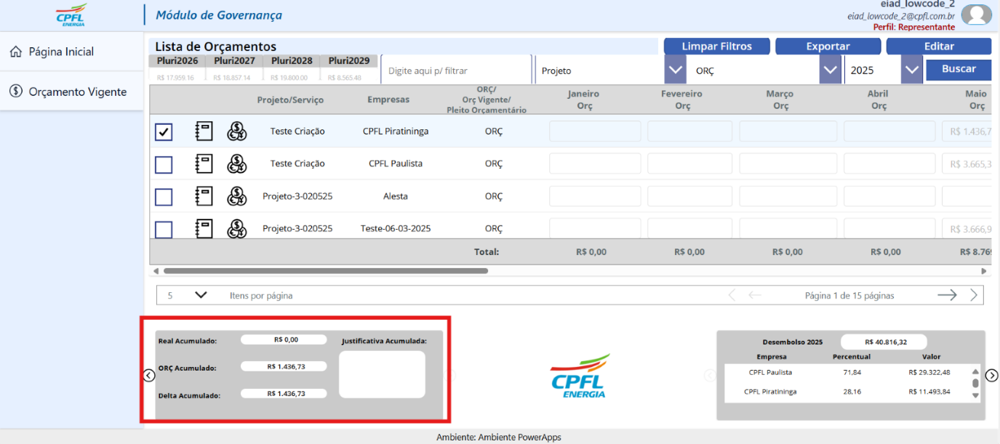 CPFL
ENERGIA
Módulo de Governança
eiad_lowcode_2
eiad_lowcode_2@cpfl.com.br
Perfil: Representante
Página Inicial
Orçamento Vigente
Lista de Orçamentos
Limpar Filtros
Exportar
Editar
Pluri2026 Pluri2027 Pluri2028 Pluri2029
R$ 17.959.16 R$ 18.857.14 R$ 19.800.00 R$ 8.565.48
Digite aqui p/ filtrar
Projeto
ORÇ
2025
Buscar
Projeto/Serviço
Empresas
ORÇ/
Orç Vigente/
Pleito Orçamentário
Janeiro
Orç
Fevereiro
Orç
Março
Orç
Abril
Orç
Maio
Orç
Teste Criação CPFL Piratininga ORÇ R$ 1.436,7
Teste Criação CPFL Paulista ORÇ R$ 3.665,3
Projeto-3-020525 Alesta ORÇ
Projeto-3-020525 Teste-06-03-2025 ORÇ R$ 3.666,9
Total: R$ 0,00 R$ 0,00 R$ 0,00 R$ 0,00 R$ 8.769
5 Itens por página Página 1 de 15 páginas
Real Acumulado: R$ 0,00
ORÇ Acumulado: R$ 1.436,73
Delta Acumulado: R$ 1.436,73
Justificativa Acumulada:
CPFL
ENERGIA
Desembolso 2025 R$ 40.816,32
Empresa Percentual Valor
CPFL Paulista 71,84 R$ 29.322,48
CPFL Piratininga 28,16 R$ 11.493,84
Ambiente: Ambiente PowerApps